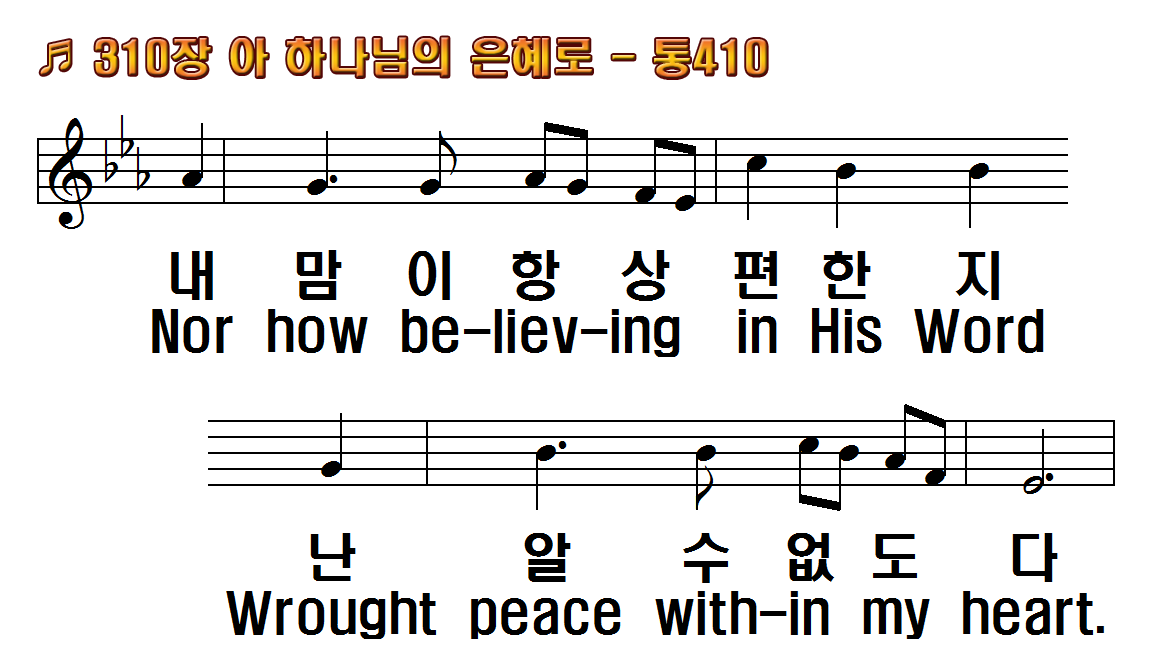 310장 아 하나님의 은혜로 - 통410
내 맘 이 항 상 편 한 지
Nor how be-liev-ing in His Word
난 알 수 없 도 다
Wrought peace with-in my heart.